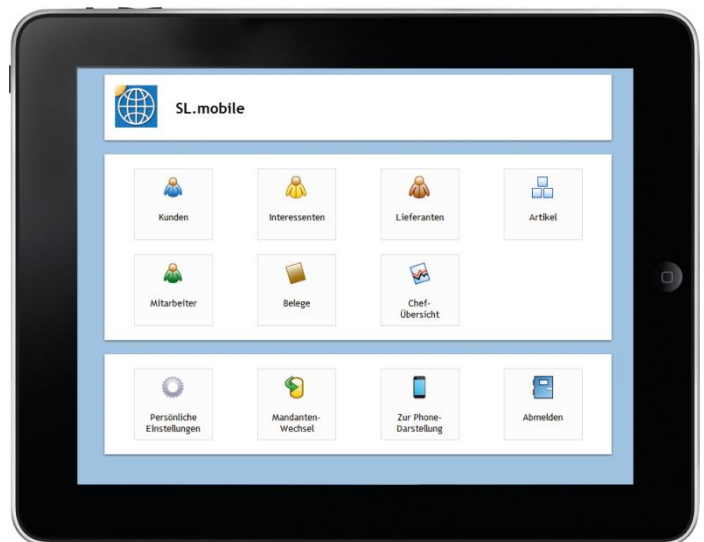 SL.mobile
Kunden
Interessenten
Lieferanten
Artikel
Mitarbeiter
Belege
Chef-
Übersicht
Persönliche
Einstellungen
Mandanten-
Wechsel
Zur Phone-
Darstellung
Abmelden